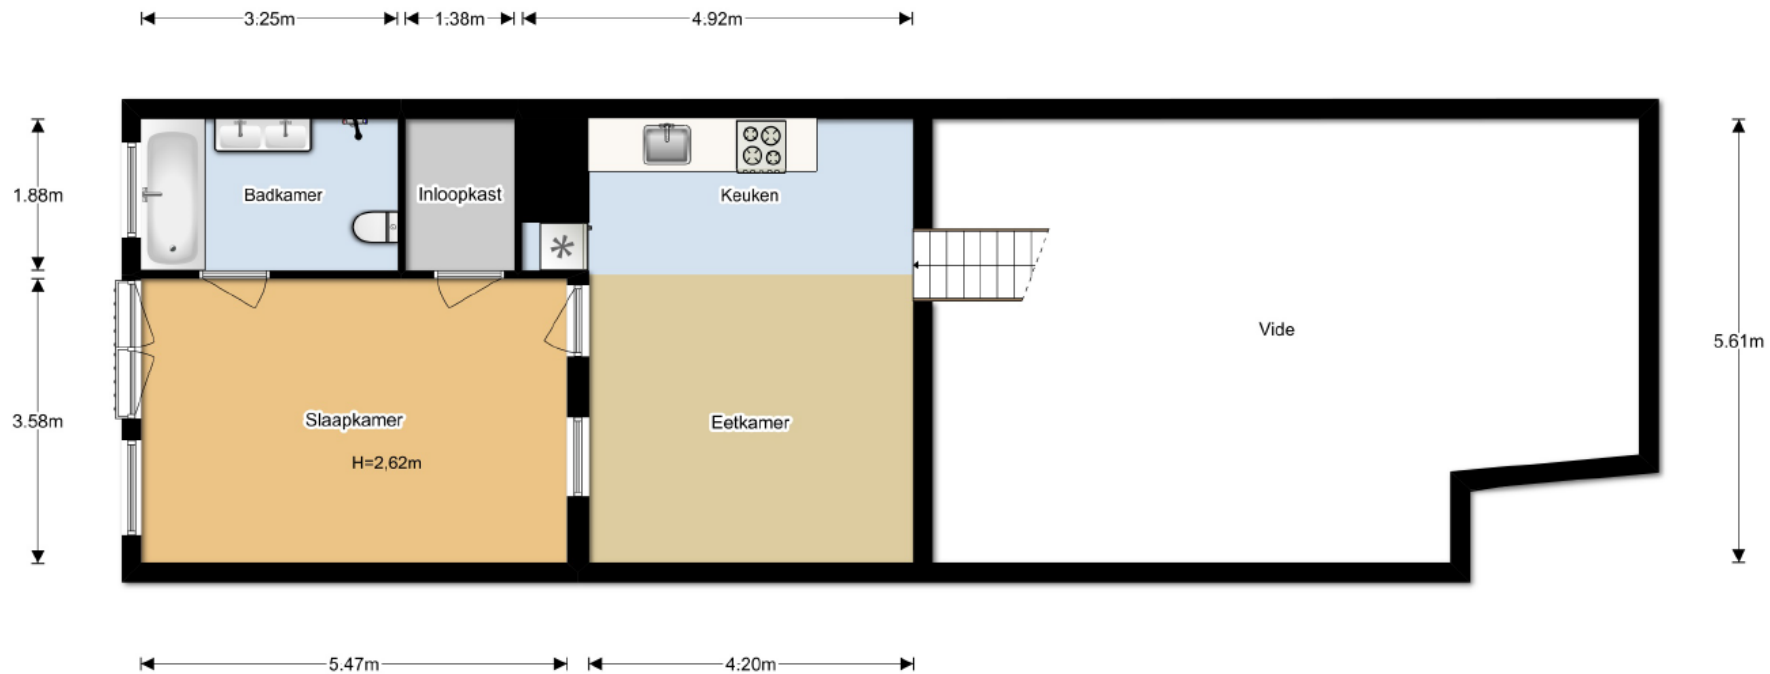 3.25m
1.38m
4.92m
1.88m
Badkamer
Inloopkast
Keuken
Vide
5.61m
3.58m
Slaapkamer
Eetkamer
H=2,62m
5.47m
4.20m